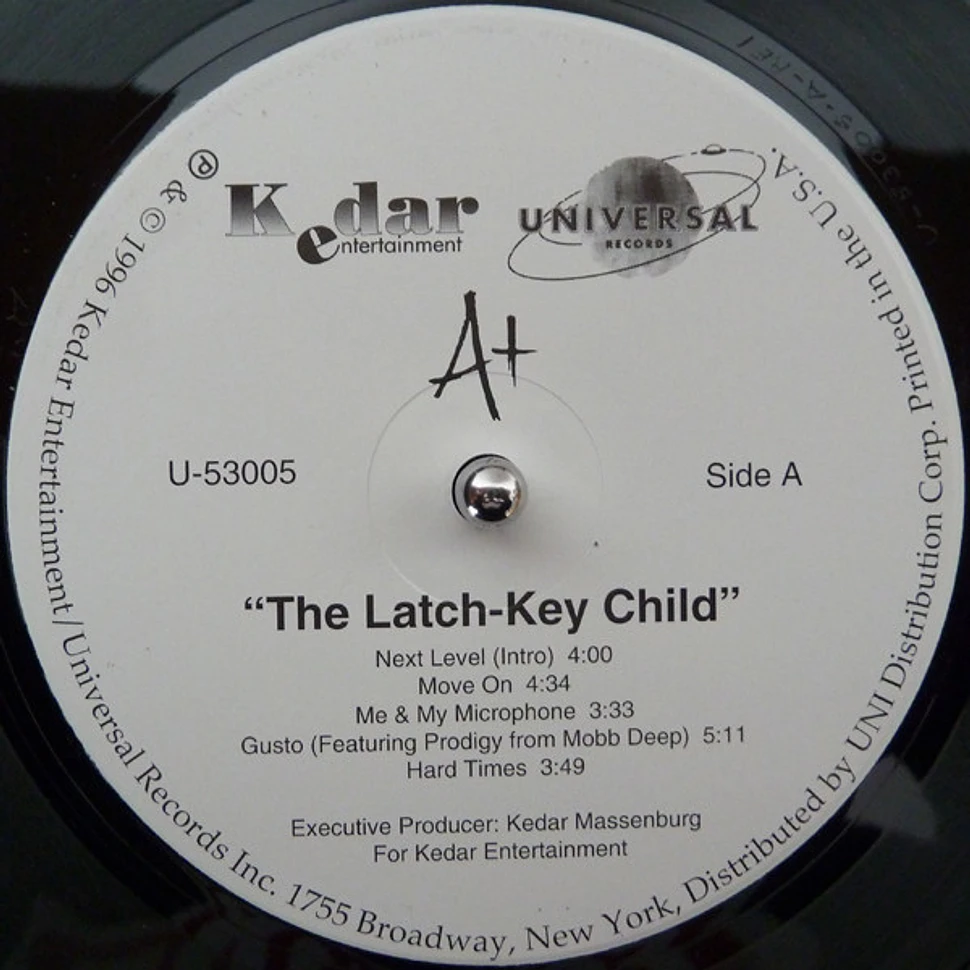 Kedar
entertainment
UNIVERSAL
RECORDS
A+
U-53005
Side A
“The Latch-Key Child”
Next Level (Intro) 4:00
Move On 4:34
Me & My Microphone 3:33
Gusto (Featuring Prodigy from Mobb Deep) 5:11
Hard Times 3:49
Executive Producer: Kedar Massenburg
For Kedar Entertainment
℗ & © 1996 Kedar Entertainment / Universal Records Inc. 1755 Broadway, New York, Distributed by UNI Distribution Corp. Printed in the U.S.A.